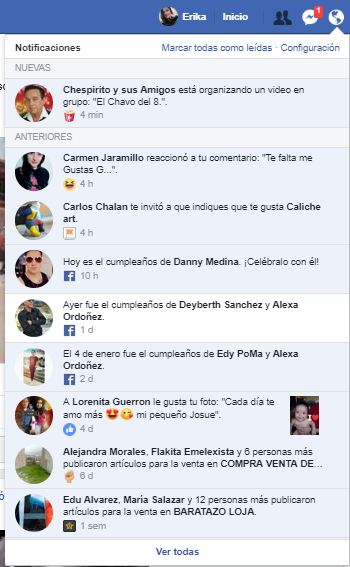 Erika Inicio 1
Notificaciones Marcar todas como leídas · Configuración
NUEVAS
Chespirito y sus Amigos está organizando un video en
grupo: "El Chavo del 8.".
4 min
ANTERIORES
Carmen Jaramillo reaccionó a tu comentario: "Te falta me
Gustas G...".
4 h
Carlos Chalan te invitó a que indiques que te gusta Caliche
art.
4 h
Hoy es el cumpleaños de Danny Medina. ¡Celébralo con él!
10 h
Ayer fue el cumpleaños de Deyberth Sanchez y Alexa
Ordoñez.
1 d
El 4 de enero fue el cumpleaños de Edy PoMa y Alexa
Ordoñez.
2 d
A Lorenita Guerron le gusta tu foto: "Cada día te
amo más 😍😘 mi pequeño Josue".
4 d
Alejandra Morales, Flakita Emelexista y 6 personas más
publicaron artículos para la venta en COMPRA VENTA DE...
6 d
Edu Alvarez, María Salazar y 12 personas más publicaron
artículos para la venta en BARATAZO LOJA.
1 sem
Ver todas